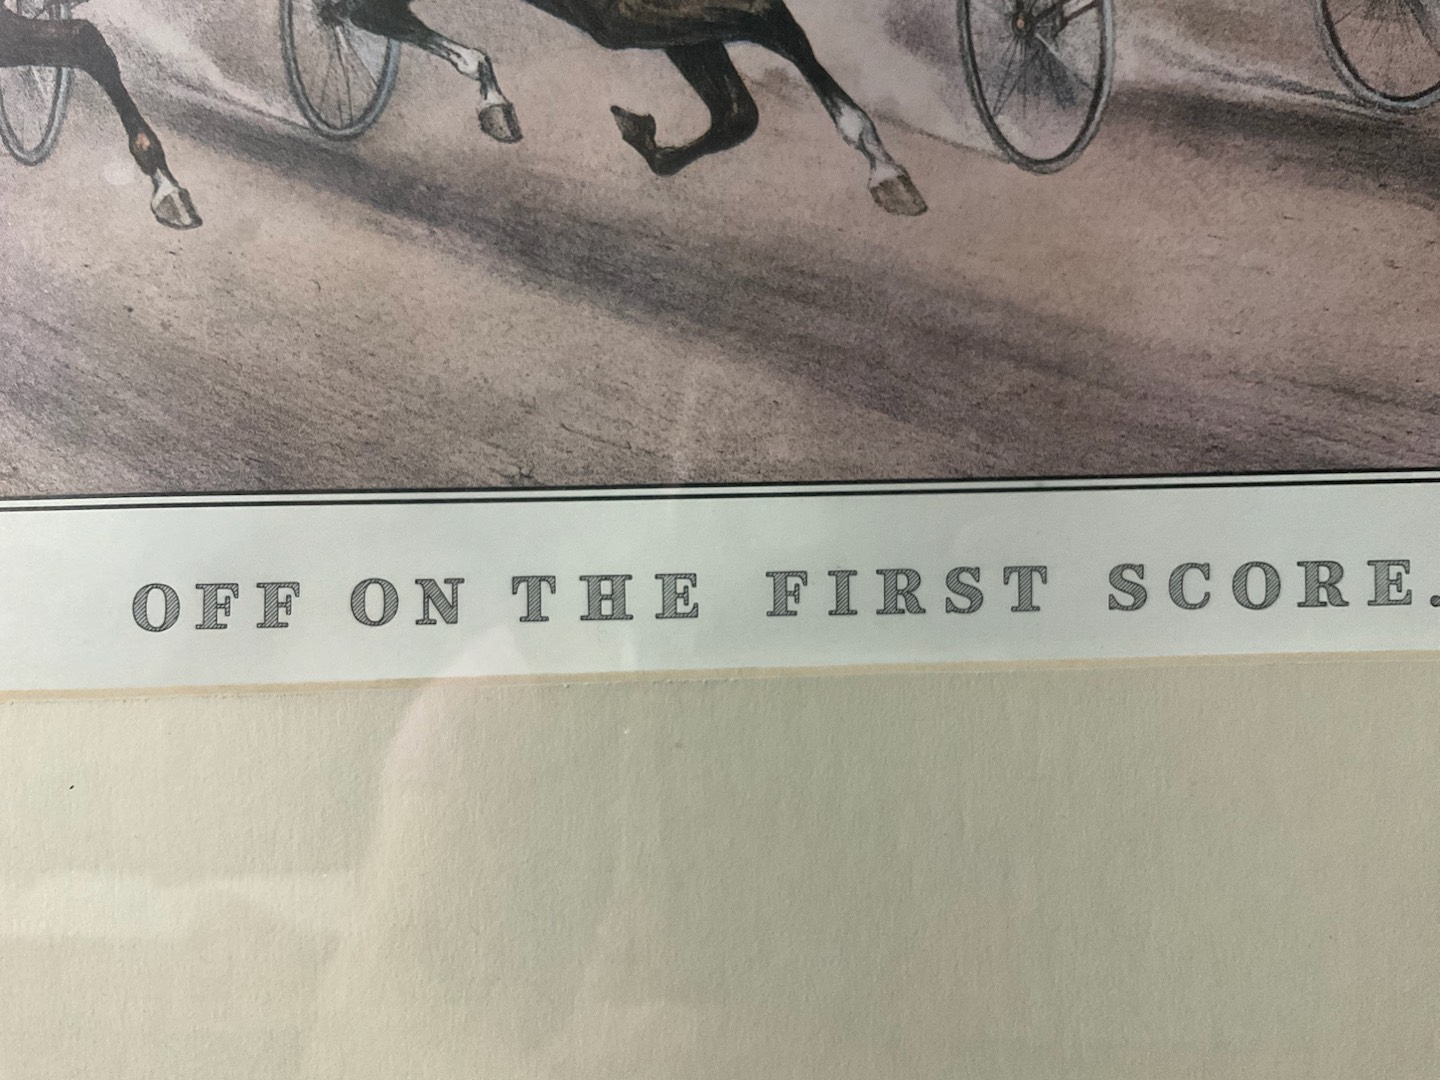 OFF ON THE FIRST SCORE.